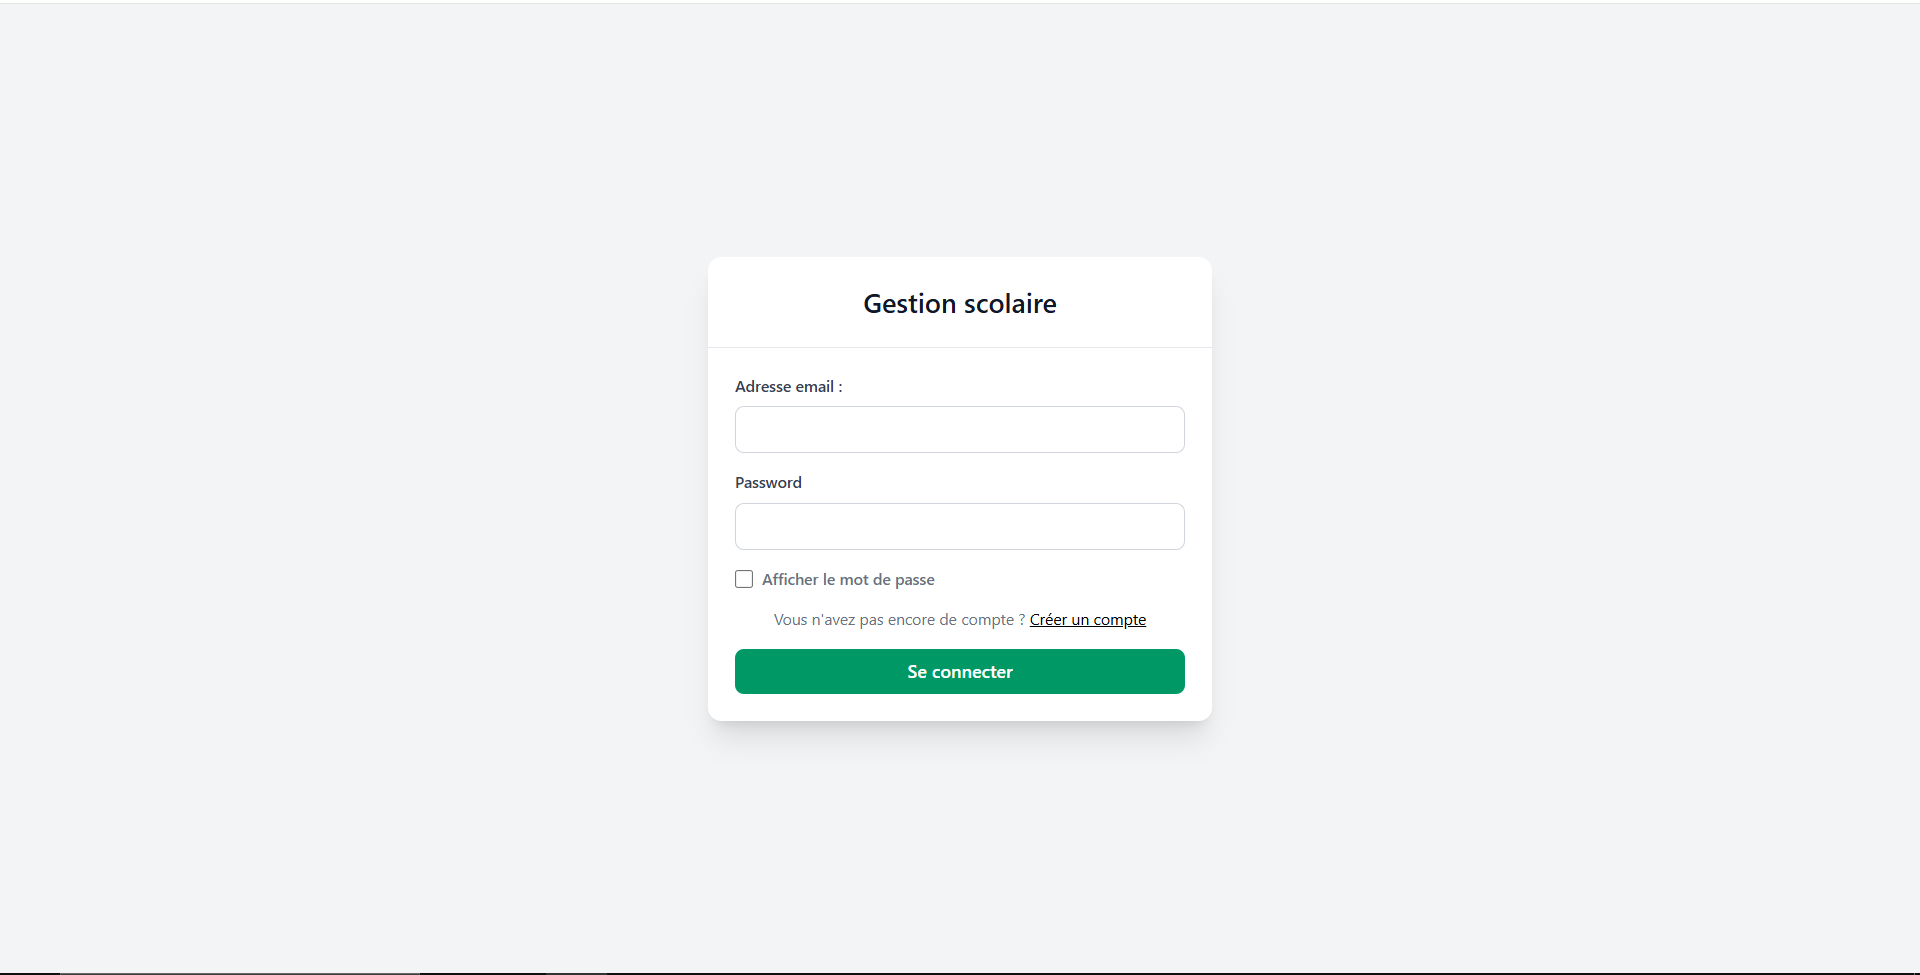 Gestion scolaire
Adresse email :
Password
Afficher le mot de passe
Vous n'avez pas encore de compte ? Créer un compte
Se connecter